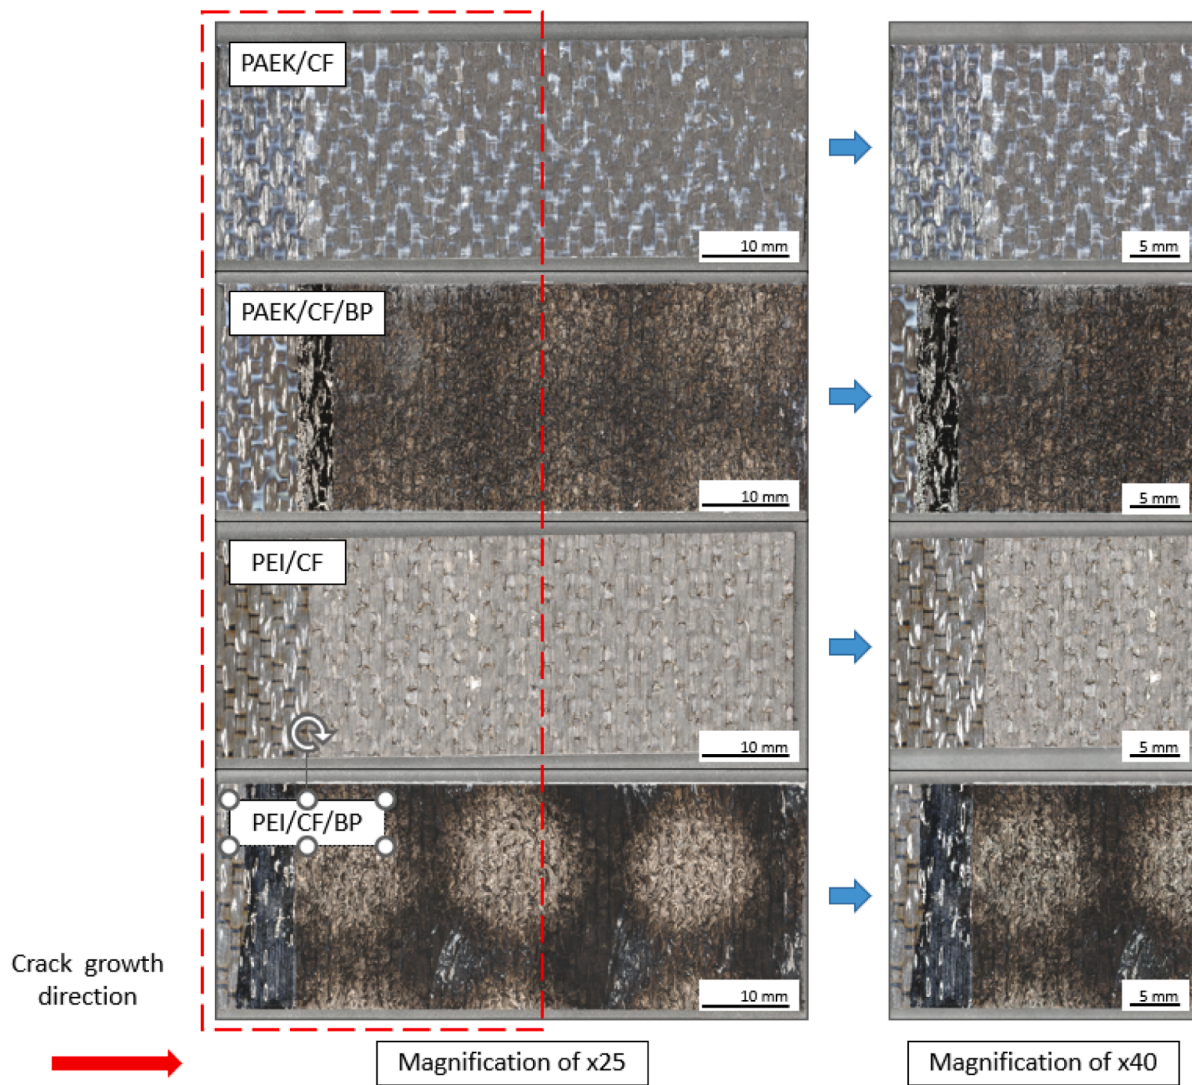 PAEK/CF
10 mm
5 mm
PAEK/CF/BP
10 mm
5 mm
PEI/CF
10 mm
5 mm
PEI/CF/BP
10 mm
5 mm
Crack growth
direction
Magnification of x25
Magnification of x40